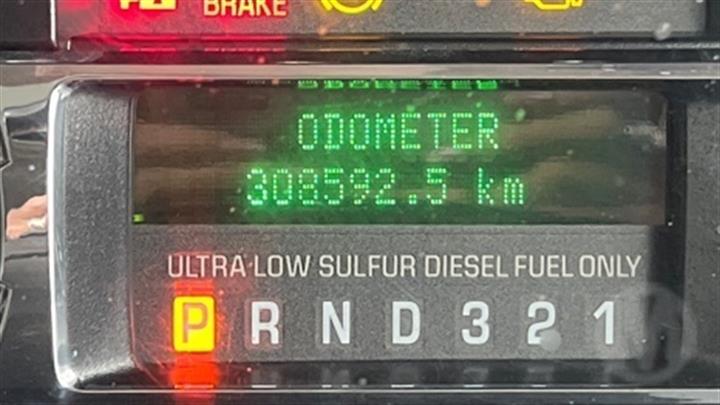 BRAKE
ODOMETER
308592.5 km
ULTRA-LOW SULFUR DIESEL FUEL ONLY
P R N D 3 2 1